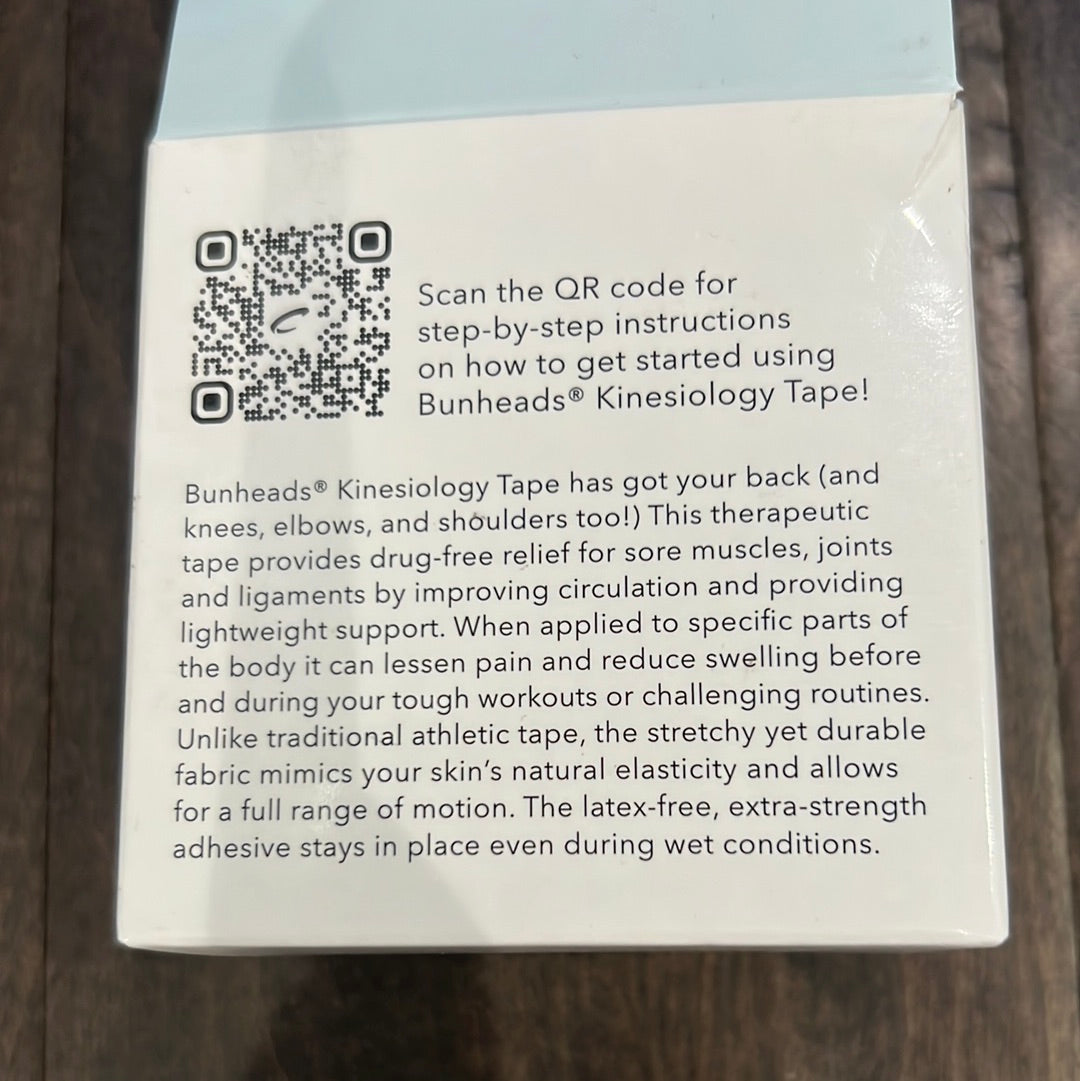 Scan the QR code for
step-by-step instructions
on how to get started using
Bunheads® Kinesiology Tape!
Bunheads® Kinesiology Tape has got your back (and
knees, elbows, and shoulders too!) This therapeutic
tape provides drug-free relief for sore muscles, joints
and ligaments by improving circulation and providing
lightweight support. When applied to specific parts of
the body it can lessen pain and reduce swelling before
and during your tough workouts or challenging routines.
Unlike traditional athletic tape, the stretchy yet durable
fabric mimics your skin's natural elasticity and allows
for a full range of motion. The latex-free, extra-strength
adhesive stays in place even during wet conditions.